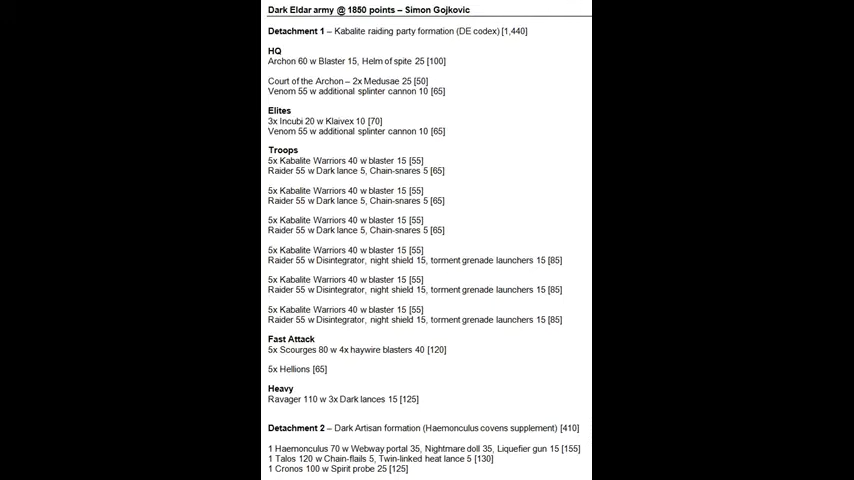 Dark Eldar army @ 1850 points – Simon Gojkovic
Detachment 1 – Kabalite raiding party formation (DE codex) [1,440]
HQ
Archon 60 w Blaster 15, Helm of spite 25 [100]
Court of the Archon – 2x Medusae 25 [50]
Venom 55 w additional splinter cannon 10 [65]
Elites
3x Incubi 20 w Klaivex 10 [70]
Venom 55 w additional splinter cannon 10 [65]
Troops
5x Kabalite Warriors 40 w blaster 15 [55]
Raider 55 w Dark lance 5, Chain-snares 5 [65]
5x Kabalite Warriors 40 w blaster 15 [55]
Raider 55 w Dark lance 5, Chain-snares 5 [65]
5x Kabalite Warriors 40 w blaster 15 [55]
Raider 55 w Dark lance 5, Chain-snares 5 [65]
5x Kabalite Warriors 40 w blaster 15 [55]
Raider 55 w Disintegrator, night shield 15, torment grenade launchers 15 [85]
5x Kabalite Warriors 40 w blaster 15 [55]
Raider 55 w Disintegrator, night shield 15, torment grenade launchers 15 [85]
5x Kabalite Warriors 40 w blaster 15 [55]
Raider 55 w Disintegrator, night shield 15, torment grenade launchers 15 [85]
Fast Attack
5x Scourges 80 w 4x haywire blasters 40 [120]
5x Hellions [65]
Heavy
Ravager 110 w 3x Dark lances 15 [125]
Detachment 2 – Dark Artisan formation (Haemonculus covens supplement) [410]
1 Haemonculus 70 w Webway portal 35, Nightmare doll 35, Liquefier gun 15 [155]
1 Talos 120 w Chain-flails 5, Twin-linked heat lance 5 [130]
1 Cronos 100 w Spirit probe 25 [125]